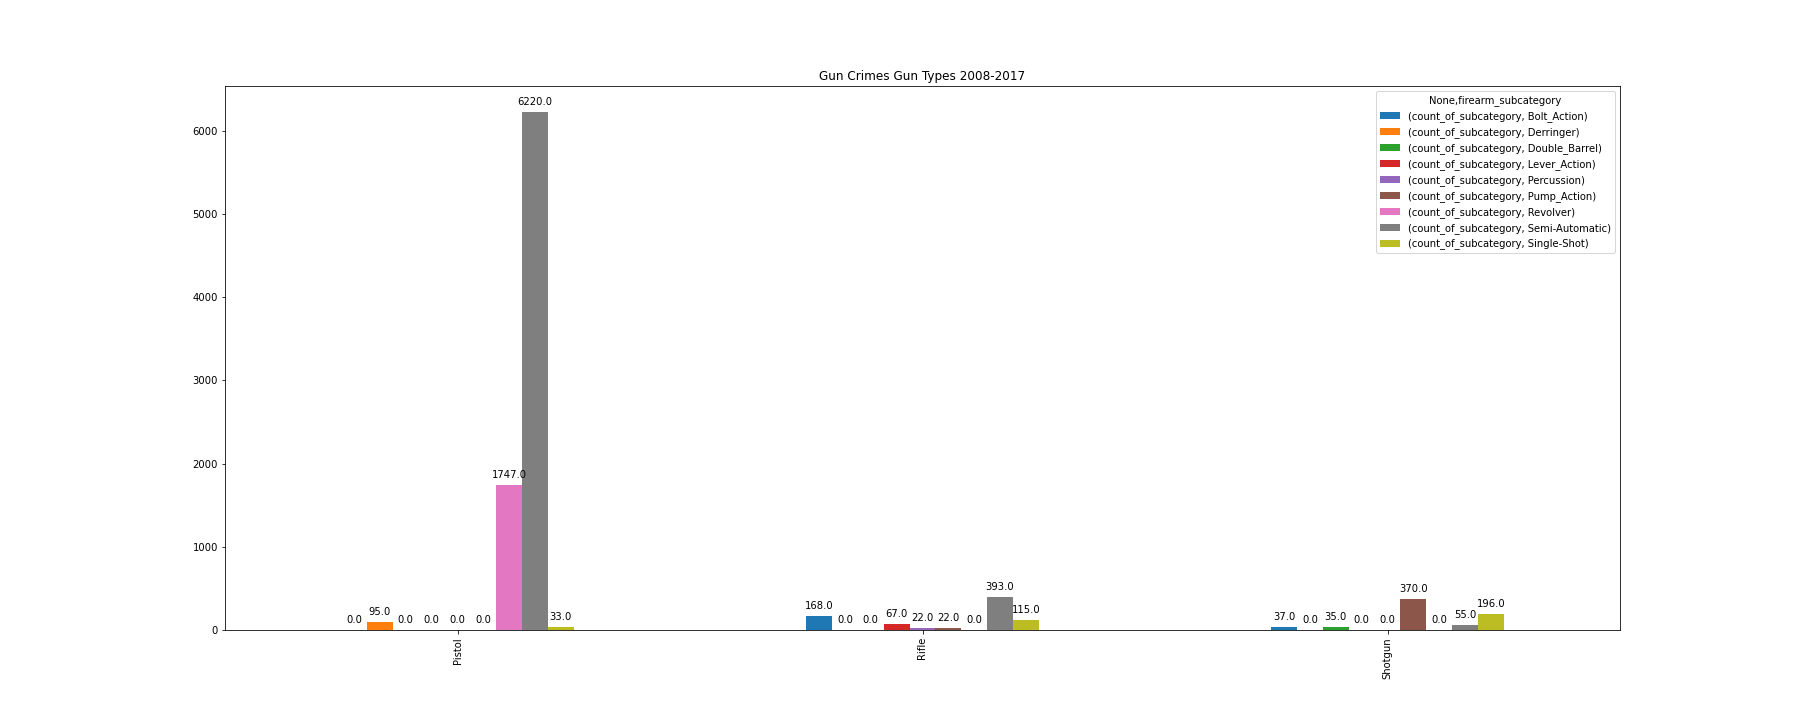 Gun Crimes Gun Types 2008-2017
None,firearm_subcategory
(count_of_subcategory, Bolt_Action)
(count_of_subcategory, Derringer)
(count_of_subcategory, Double_Barrel)
(count_of_subcategory, Lever_Action)
(count_of_subcategory, Percussion)
(count_of_subcategory, Pump_Action)
(count_of_subcategory, Revolver)
(count_of_subcategory, Semi-Automatic)
(count_of_subcategory, Single-Shot)
6000
5000
4000
3000
2000
1000
0
0.0 95.0 0.0 0.0 0.0 0.0 1747.0 6220.0 33.0
168.0 0.0 0.0 67.0 22.0 22.0 0.0 393.0 115.0
37.0 0.0 35.0 0.0 0.0 370.0 0.0 55.0 196.0
Pistol
Rifle
Shotgun